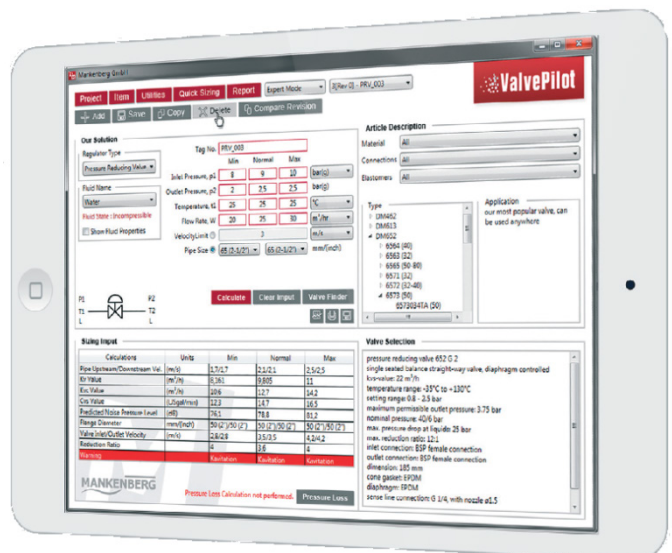 Mankenberg GmbH
Project Item Utilities Quick Sizing Report Expert Mode 3[Rev 0] - PRV_003
ValvePilot
Add Save Copy Delete Compare Revision
Our Solution
Regulator Type
Pressure Reducing Valve
Fluid Name
Water
Fluid State : Incompressible
Show Fluid Properties
Tag No. PRV_003
Min Normal Max
Inlet Pressure, p1 8 9 10 bar(g)
Outlet Pressure, p2 2 2,5 2,5 bar(g)
Temperature, t1 25 25 25 °C
Flow Rate, W 20 25 30 m³/hr
VelocityLimit 3 m/s
Pipe Size 65 (2-1/2") 65 (2-1/2") mm/(inch)
P1 P2
T1 T2
L L
Calculate Clear Imput Valve Finder
Article Description
Material All
Connections All
Elastomers All
Type
DM462
DM613
DM652
6564 (40)
6563 (32)
6565 (50-80)
6571 (32)
6572 (32-40)
6573 (50)
6573034TA (50)
Application
our most popular valve, can
be used anywhere
Sizing Input
Calculations Units Min Normal Max
Pipe Upsteam/Downstream Vel. (m/s) 1,7/1,7 2,1/2,1 2,5/2,5
Kv Value (m³/h) 8,161 9,805 11
Kvs Value (m³/h) 10,6 12,7 14,2
Cvs Value 12,3 14,7 16,5
Predicted Noise Pressure Level (dB) 76,1 78,8 81,2
Flange Diameter mm/(inch) 50 (2")/50 (2") 50 (2")/50 (2") 50 (2")/50 (2")
Valve Inlet/Outlet Velocity (m/s) 2,8/2,8 3,5/3,5 4,2/4,2
Reduction Ratio 4 3,6 4
Warning Kavitation Kavitation Kavitation
MANKENBERG
Pressure Loss Calculation not performed. Pressure Loss
Valve Selection
pressure reducing valve 652 G 2
single seated balance straight-way valve, diaphragm controlled
kvs-value: 22 m³/h
temperature range: -35°C to +130°C
setting range: 0.8 - 2.5 bar
maximum permissible outlet pressure: 3.75 bar
nominal pressure: 40/6 bar
max. pressure drop at liquids 25 bar
max. reduction ratio: 12:1
inlet connection: BSP female connection
outlet connection: BSP female connection
dimension: 185 mm
cone gasket: EPDM
diaphragm: EPDM
sense line connection: G 1/4, with nozzle ø1.5